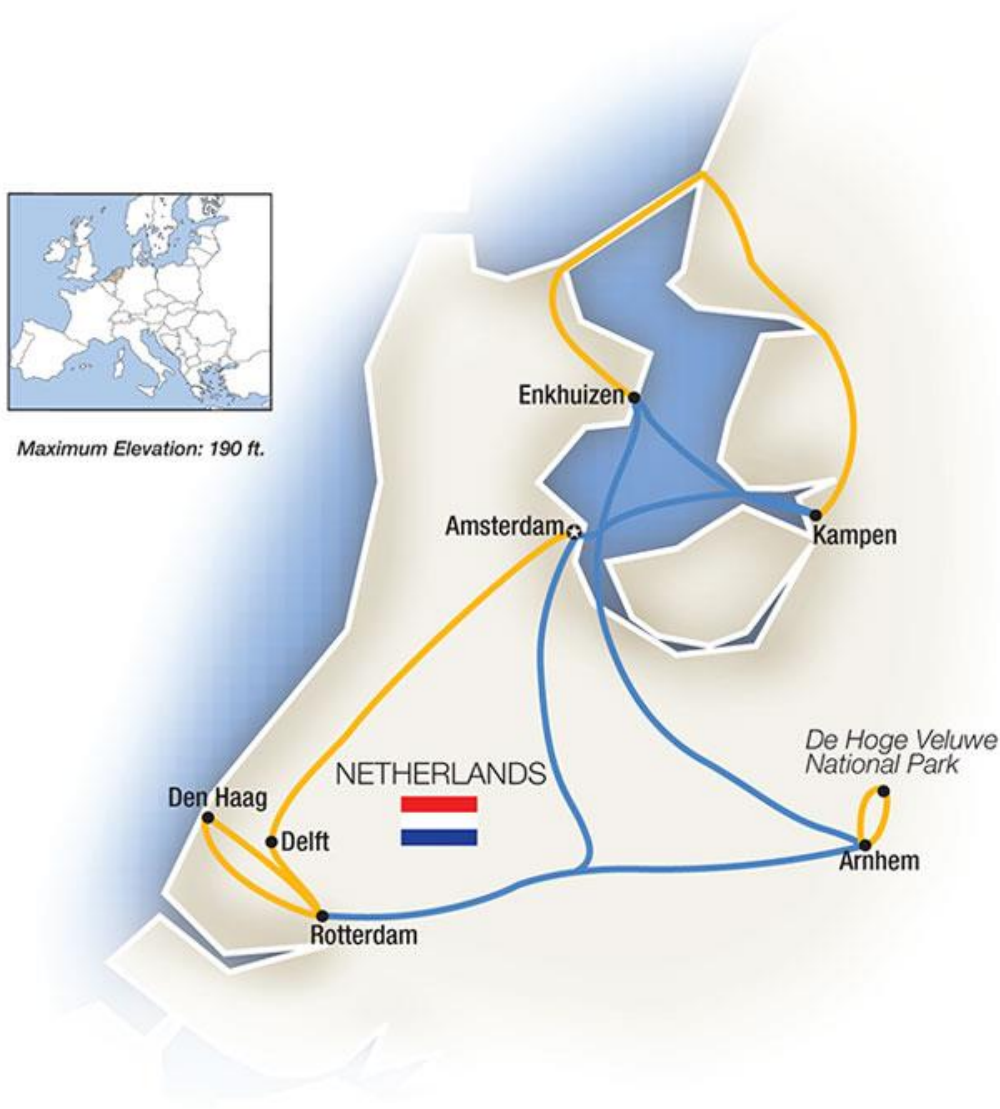 Maximum Elevation: 190 ft.
Enkhuizen
Amsterdam
Kampen
De Hoge Veluwe
National Park
NETHERLANDS
Den Haag
Delft
Arnhem
Rotterdam